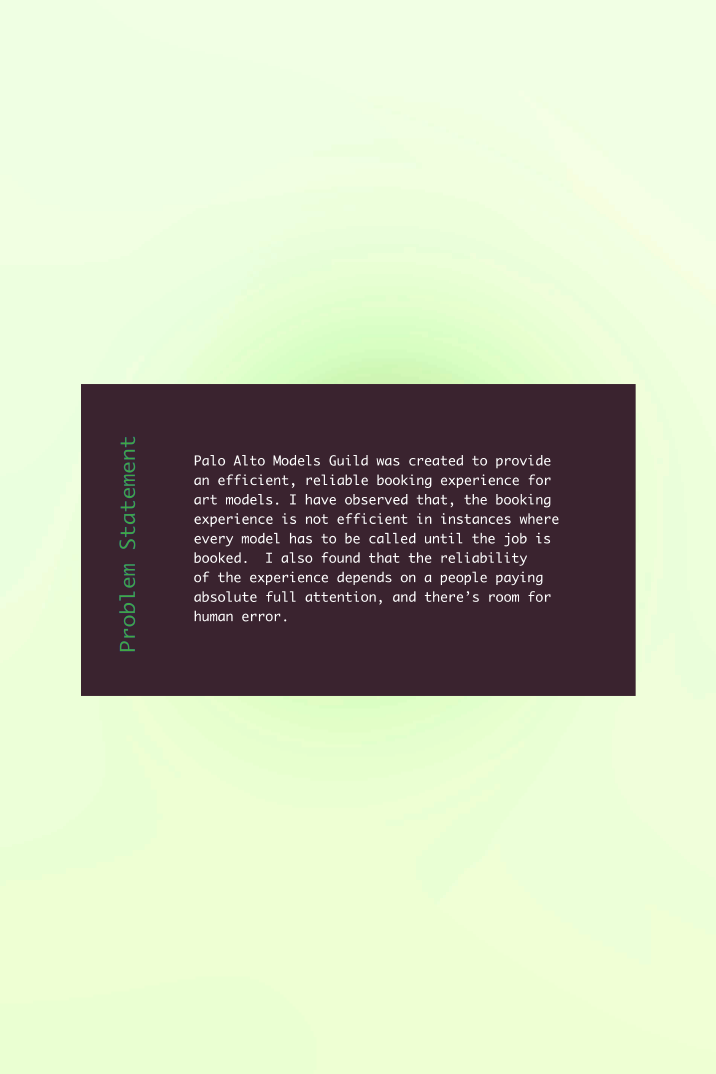 Problem Statement
Palo Alto Models Guild was created to provide
an efficient, reliable booking experience for
art models. I have observed that, the booking
experience is not efficient in instances where
every model has to be called until the job is
booked.  I also found that the reliability
of the experience depends on a people paying
absolute full attention, and there’s room for
human error.